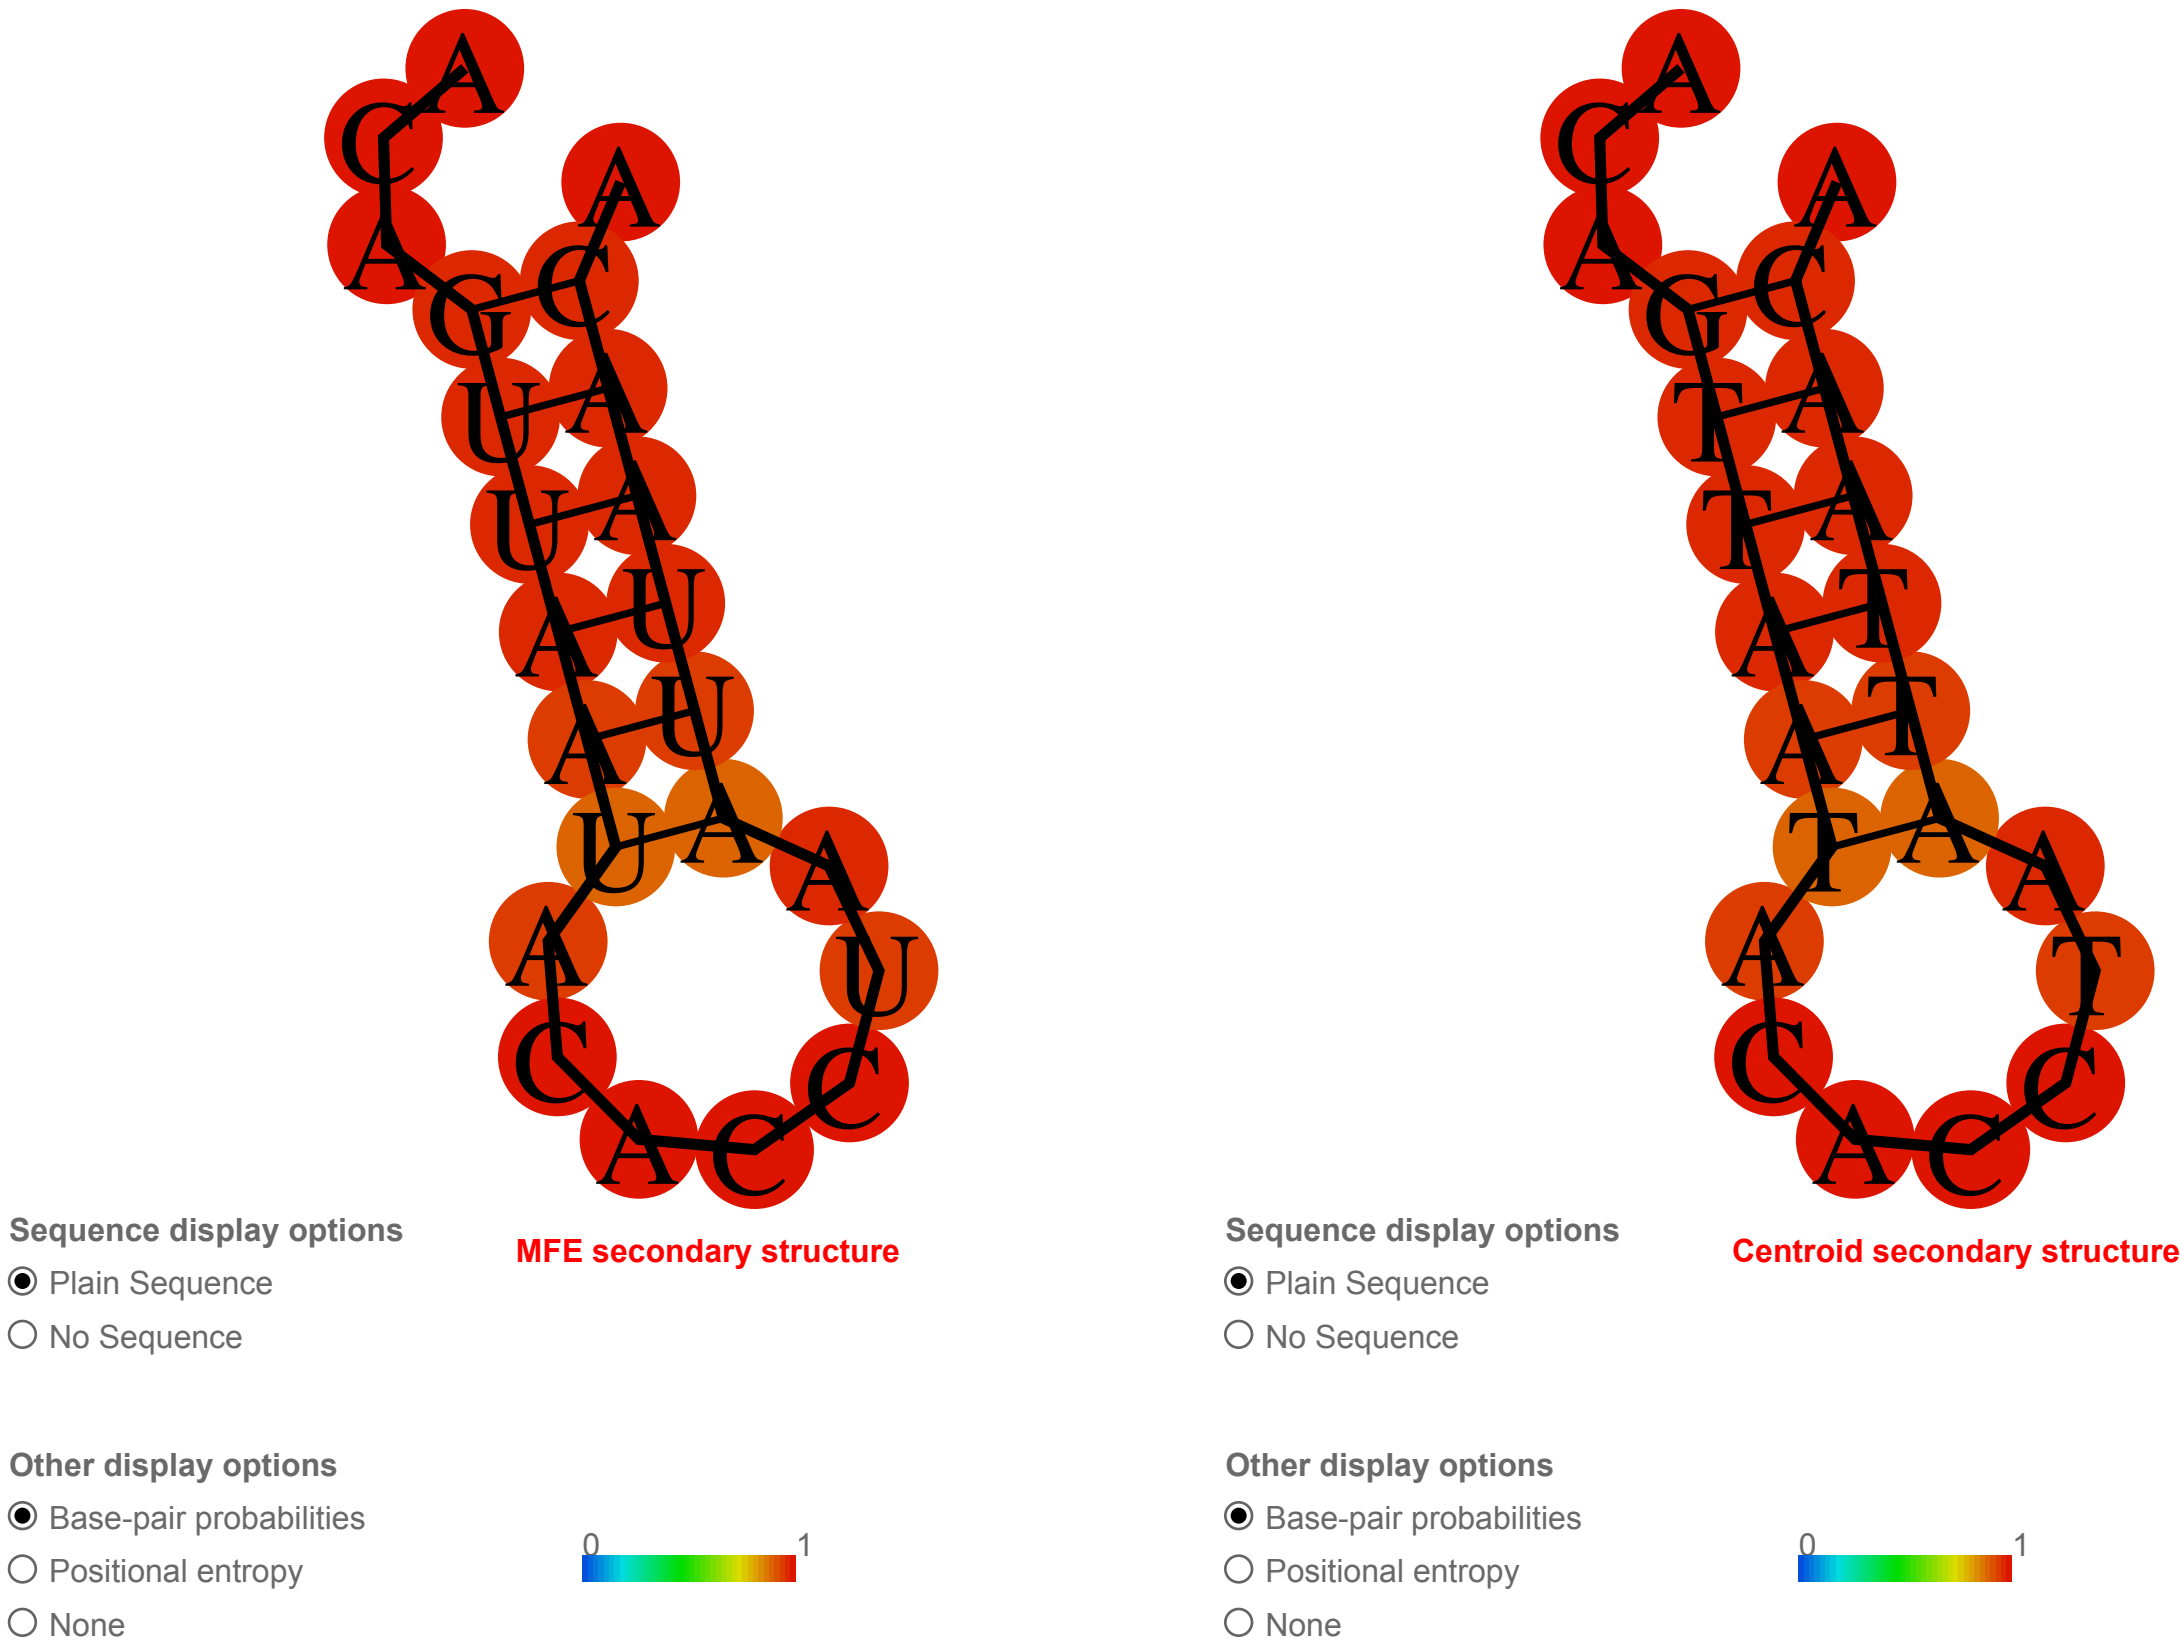 A
C
A
A
G C
U A
U A
A U
A U
U A
A
A
U
C
C
A
C
Sequence display options
MFE secondary structure
Plain Sequence
No Sequence
Other display options
Base-pair probabilities
0 1
Positional entropy
None
A
C
A
A
G C
T A
T A
A T
A T
T A
A
A
T
C
C
A
C
Sequence display options
Centroid secondary structure
Plain Sequence
No Sequence
Other display options
Base-pair probabilities
0 1
Positional entropy
None